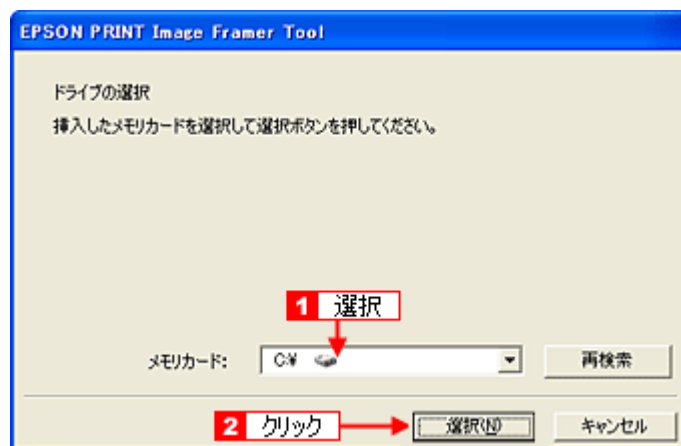 EPSON PRINT Image Framer Tool
ドライブの選択
挿入したメモリカードを選択して選択ボタンを押してください。
1 選択
メモリカード: C:¥ 再検索
2 クリック 選択(N) キャンセル